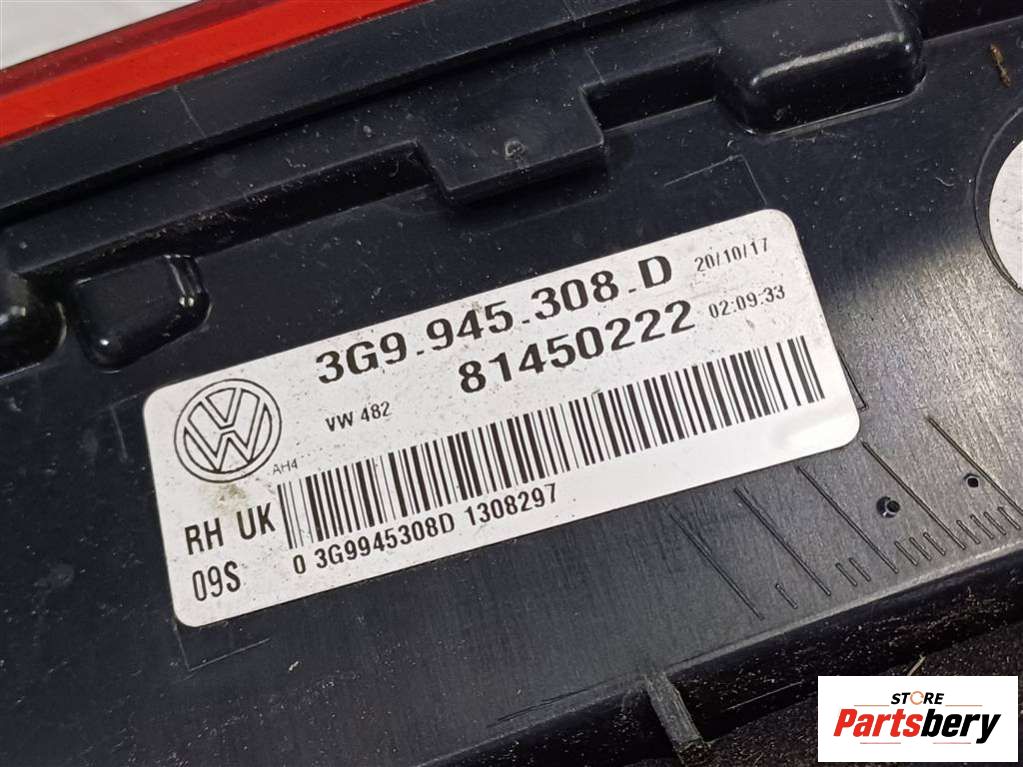 3G9.945.308.D 20/10/17
81450222 02:09:33
VW 482
AH4
RH UK
0 3G9945308D 1308297
09S
STORE
Partsbery